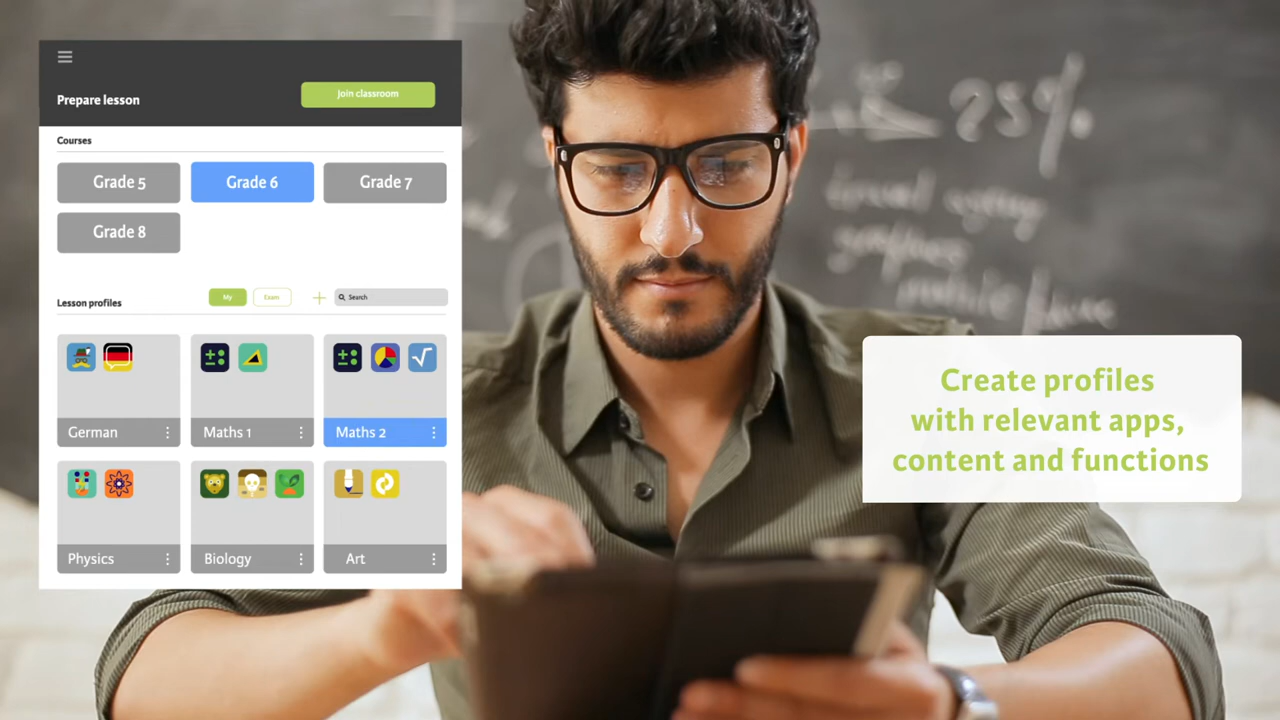 Prepare lesson
Join classroom
Courses
Grade 5
Grade 6
Grade 7
Grade 8
Lesson profiles
My
Exam
Search
German
Maths 1
Maths 2
Physics
Biology
Art
Create profiles
with relevant apps,
content and functions
25%